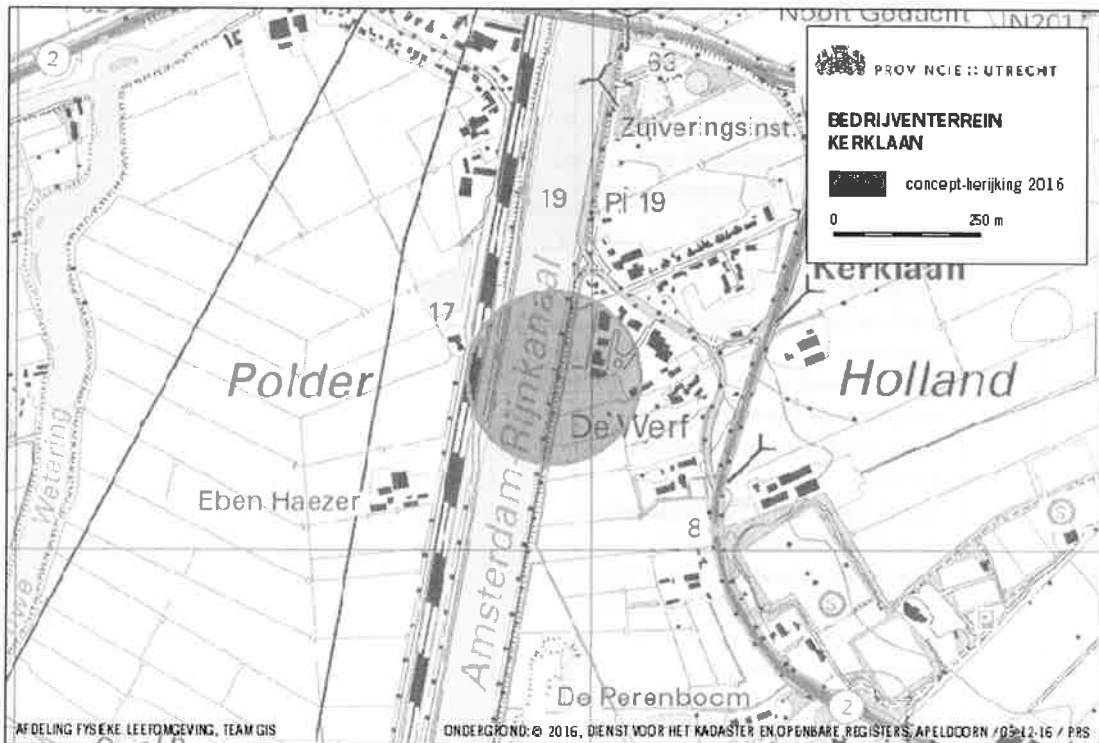 Nooit Gedacht
N201
2
63
PROVINCIE :: UTRECHT
BEDRIJVENTERREIN
KERKLAAN
concept-herijking 2016
0 250 m
Zuiveringsinst.
19
Pl 19
Kerklaan
17
Polder
Holland
Amsterdam Rijnkanaal
De Werf
Wetering
Eben Haezer
8
De Perenboom
2
AFDELING FYSIEKE LEEFOMGEVING, TEAM GIS
ONDERGROND: © 2016, DIENST VOOR HET KADASTER EN OPENBARE REGISTERS, APELDOORN / 05-12-16 / PRS